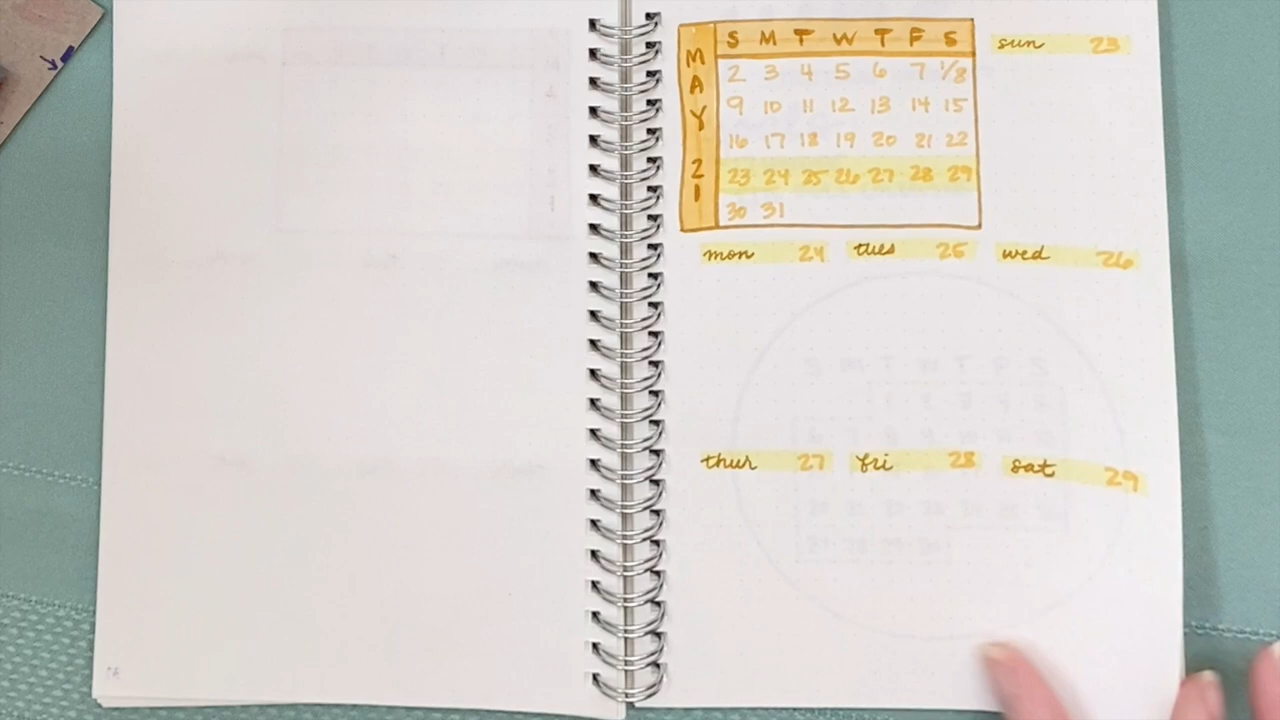 MAY 21
S M T W T F S
2 3 4 5 6 7 1/8
9 10 11 12 13 14 15
16 17 18 19 20 21 22
23 24 25 26 27 28 29
30 31
sun 23
mon 24 tues 25 wed 26
thur 27 fri 28 sat 29